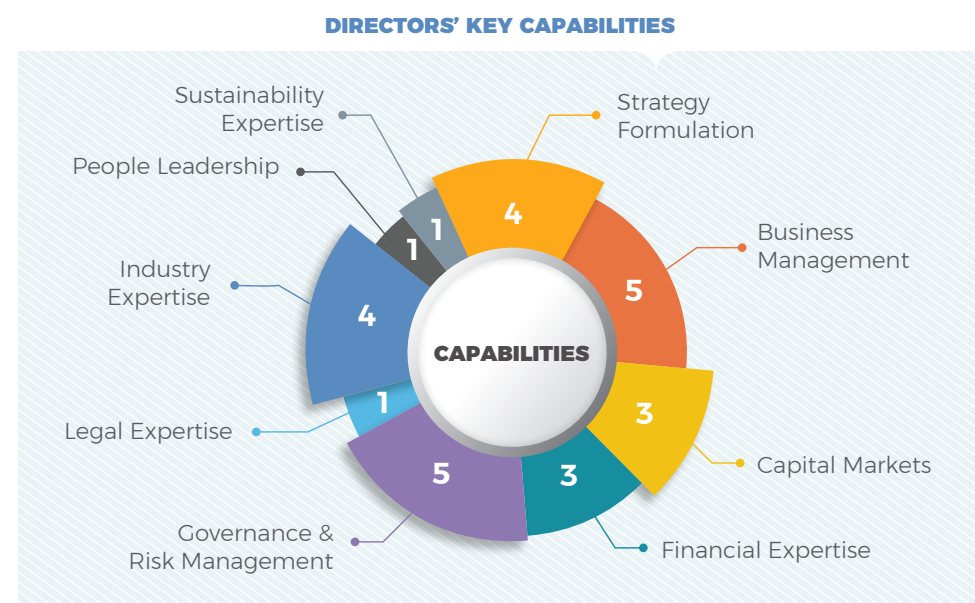 DIRECTORS’ KEY CAPABILITIES
Sustainability
Expertise
1
People Leadership
1
Industry
Expertise
4
Legal Expertise
1
Governance &
Risk Management
5
Strategy
Formulation
4
Business
Management
5
Capital Markets
3
Financial Expertise
3
CAPABILITIES